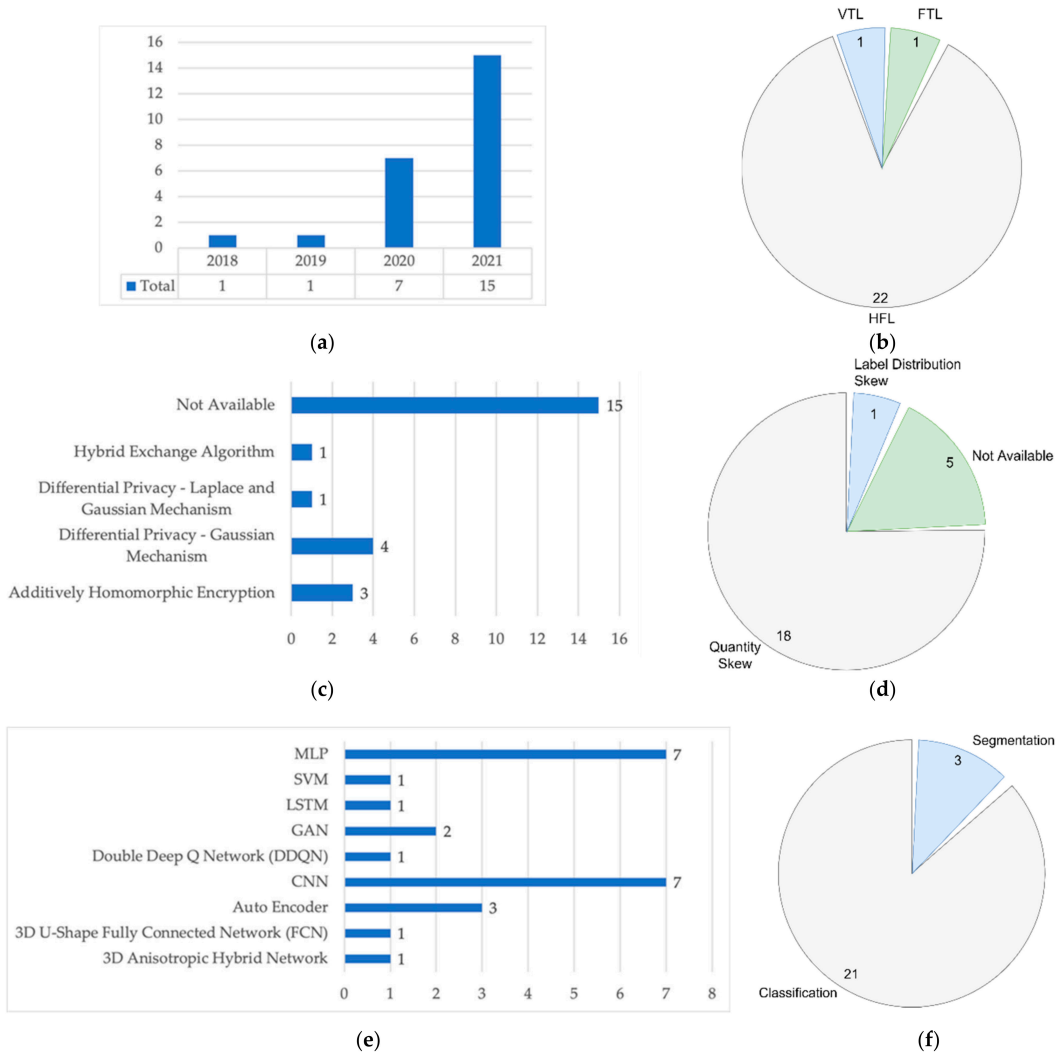 16
14
12
10
8
6
4
2
0
2018 2019 2020 2021
Total 1 1 7 15
(a)
VTL FTL
1 1
22
HFL
(b)
Not Available 15
Hybrid Exchange Algorithm 1
Differential Privacy - Laplace and
Gaussian Mechanism 1
Differential Privacy - Gaussian
Mechanism 4
Additively Homomorphic Encryption 3
0 2 4 6 8 10 12 14 16
(c)
Label Distribution
Skew
1
Not Available
5
18
Quantity
Skew
(d)
MLP 7
SVM 1
LSTM 1
GAN 2
Double Deep Q Network (DDQN) 1
CNN 7
Auto Encoder 3
3D U-Shape Fully Connected Network (FCN) 1
3D Anisotropic Hybrid Network 1
0 1 2 3 4 5 6 7 8
(e)
Segmentation
3
21
Classification
(f)